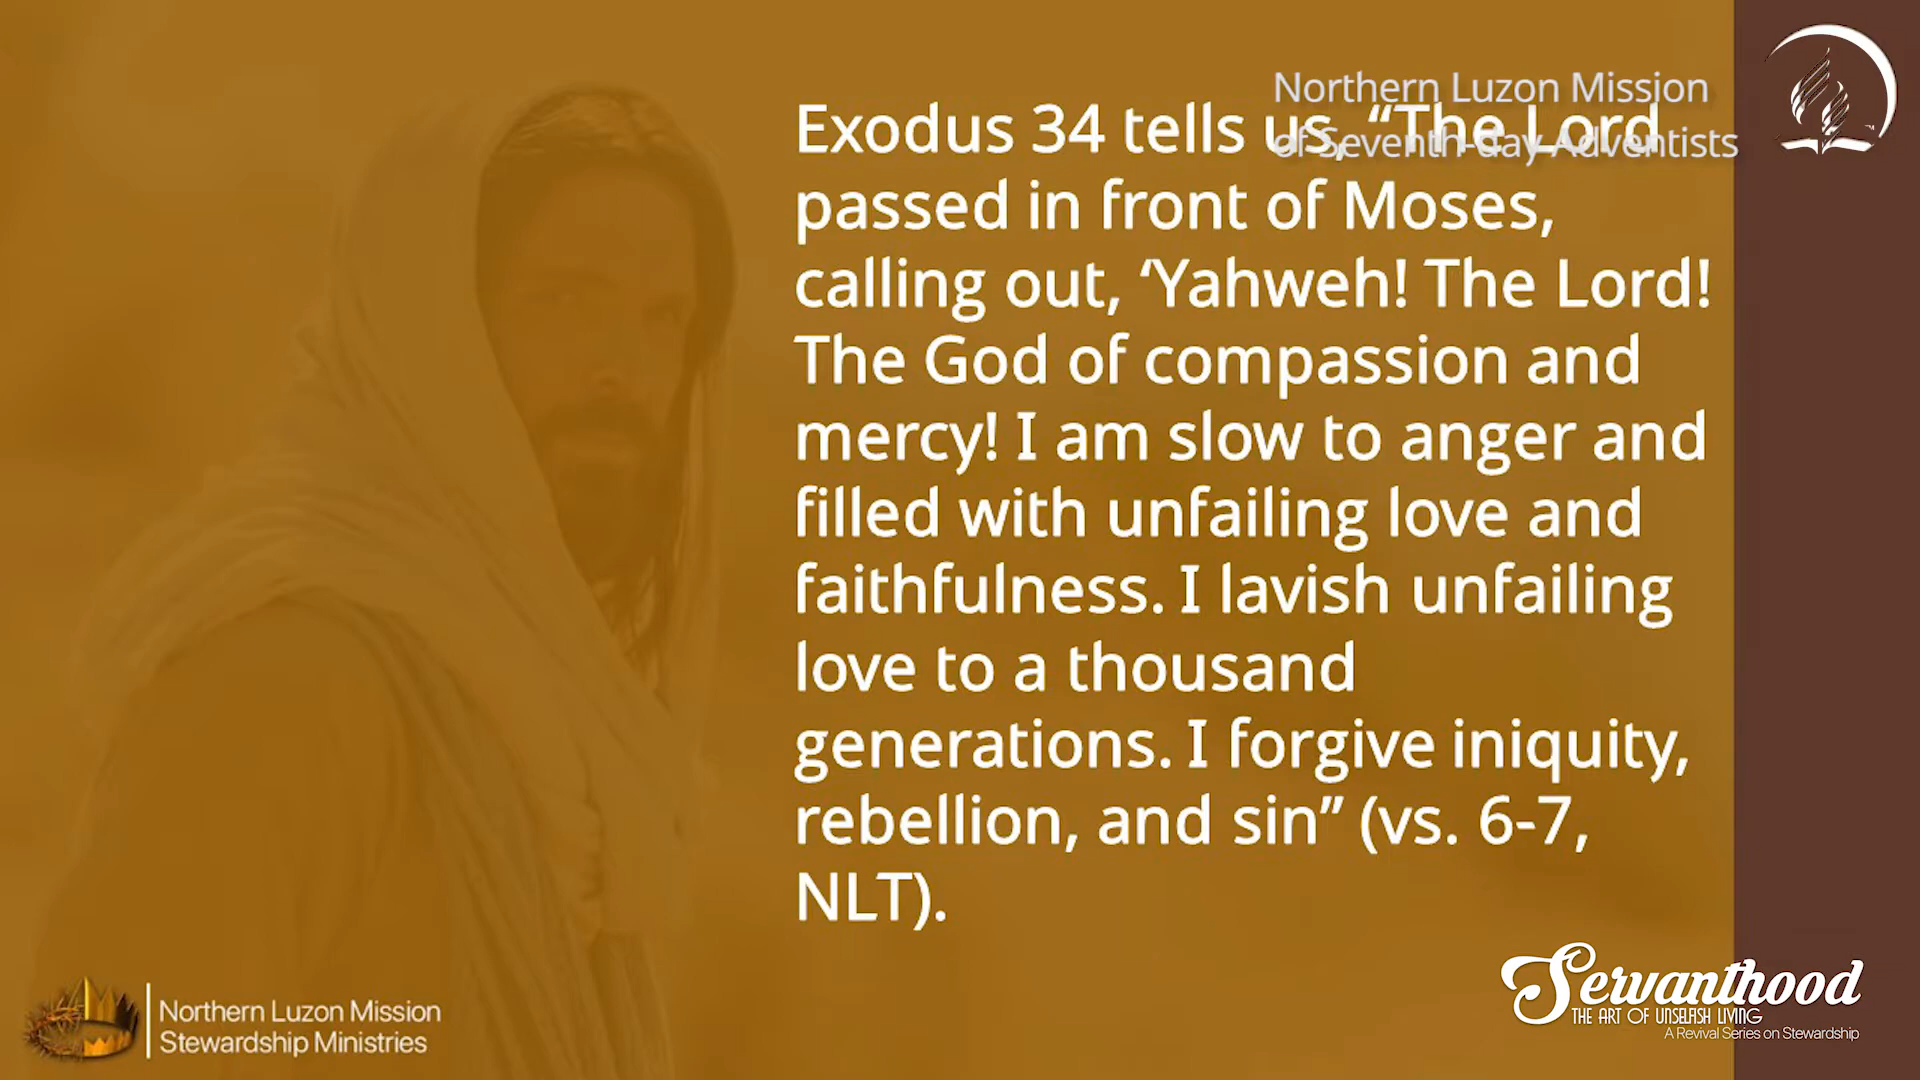 Northern Luzon Mission
of Seventh-day Adventists
Exodus 34 tells us, “The Lord
passed in front of Moses,
calling out, ‘Yahweh! The Lord!
The God of compassion and
mercy! I am slow to anger and
filled with unfailing love and
faithfulness. I lavish unfailing
love to a thousand
generations. I forgive iniquity,
rebellion, and sin” (vs. 6-7,
NLT).
Northern Luzon Mission
Stewardship Ministries
Servanthood
THE ART OF UNSELFISH LIVING
A Revival Series on Stewardship